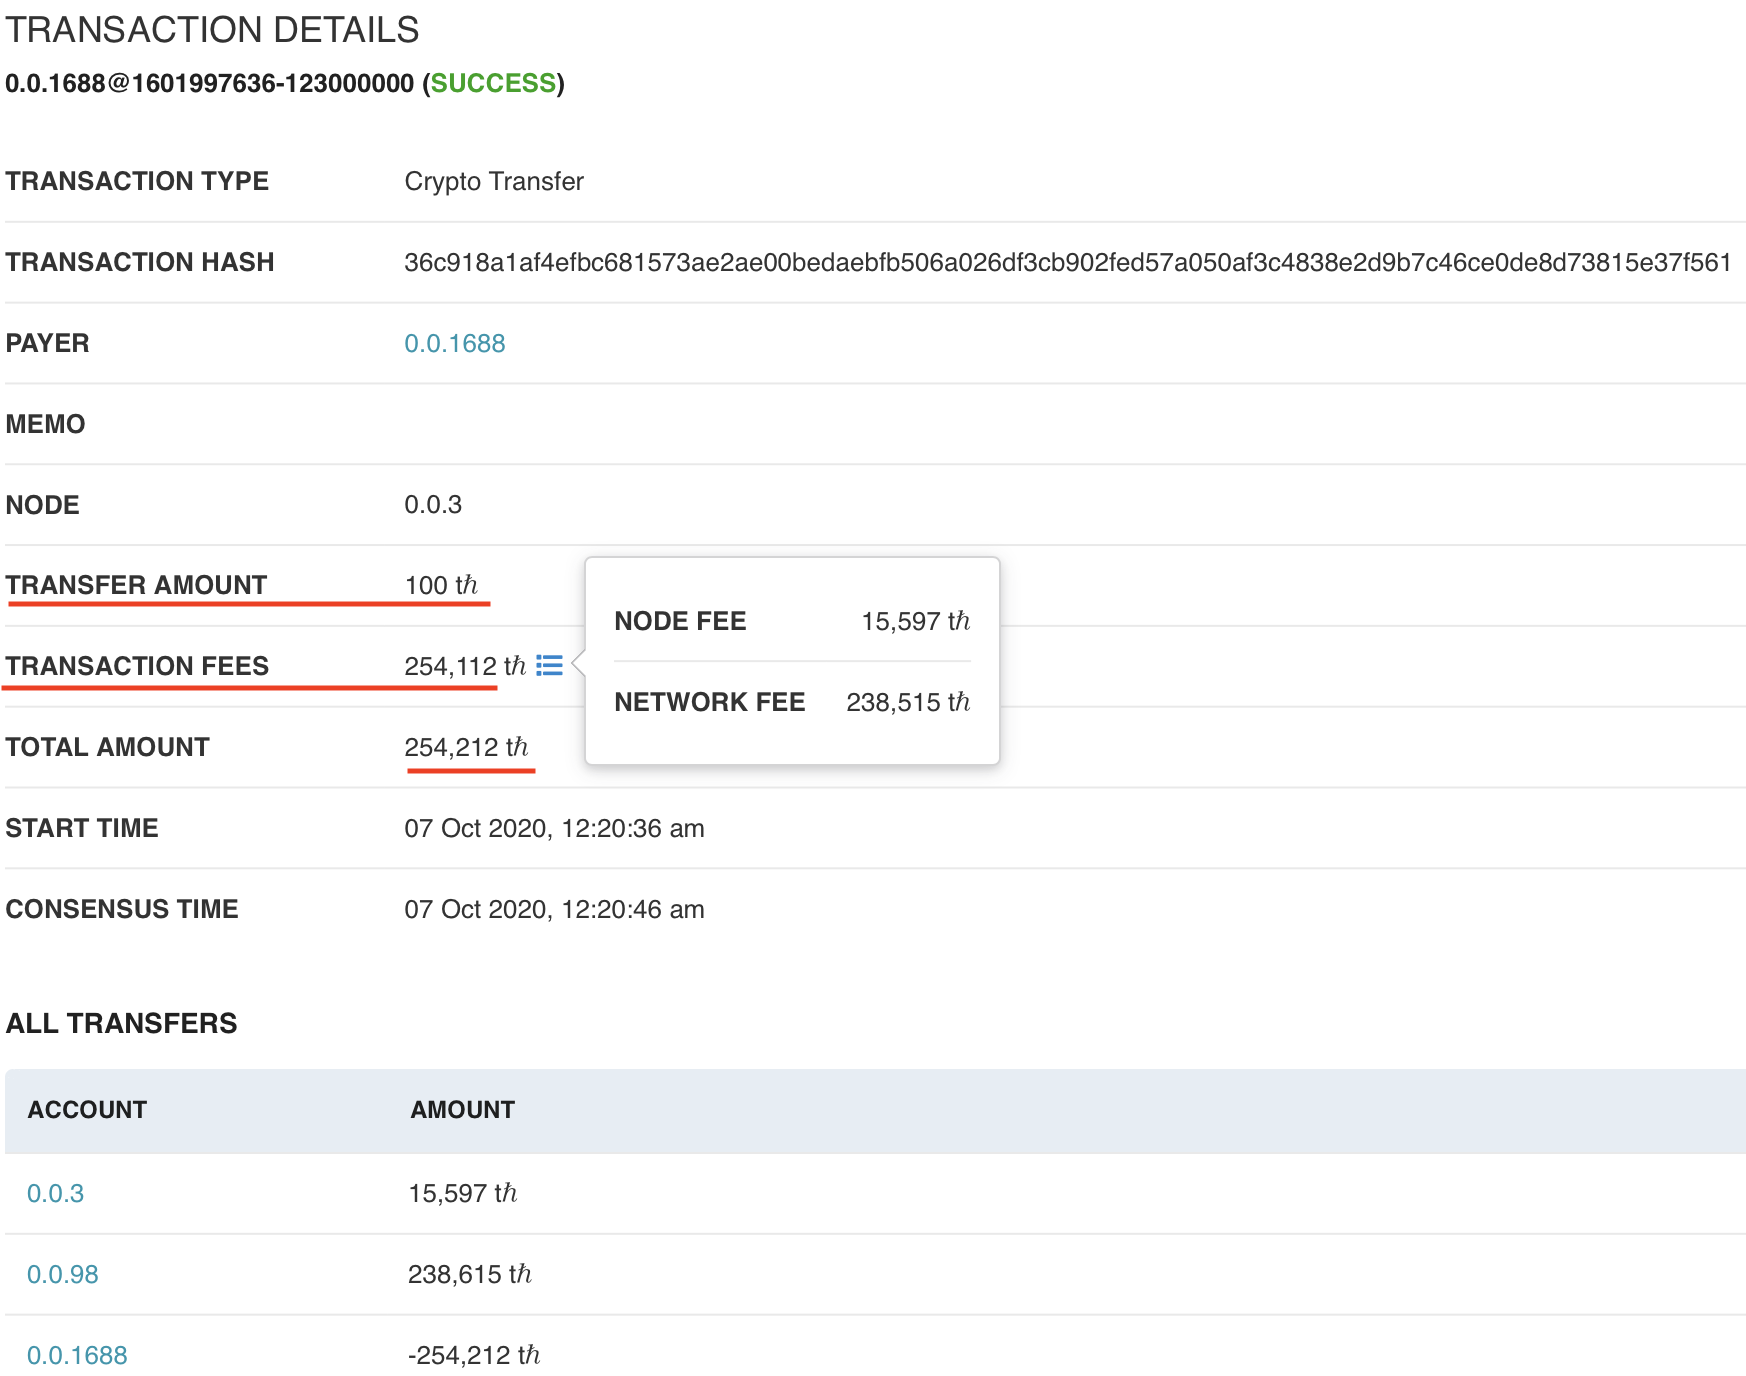 TRANSACTION DETAILS
0.0.1688@1601997636-123000000 (SUCCESS)
TRANSACTION TYPE Crypto Transfer
TRANSACTION HASH 36c918a1af4efbc681573ae2ae00bedaebfb506a026df3cb902fed57a050af3c4838e2d9b7c46ce0de8d73815e37f561
PAYER 0.0.1688
MEMO
NODE 0.0.3
TRANSFER AMOUNT 100 tℏ
TRANSACTION FEES 254,112 tℏ
NODE FEE 15,597 tℏ
NETWORK FEE 238,515 tℏ
TOTAL AMOUNT 254,212 tℏ
START TIME 07 Oct 2020, 12:20:36 am
CONSENSUS TIME 07 Oct 2020, 12:20:46 am
ALL TRANSFERS
ACCOUNT AMOUNT
0.0.3 15,597 tℏ
0.0.98 238,615 tℏ
0.0.1688 -254,212 tℏ